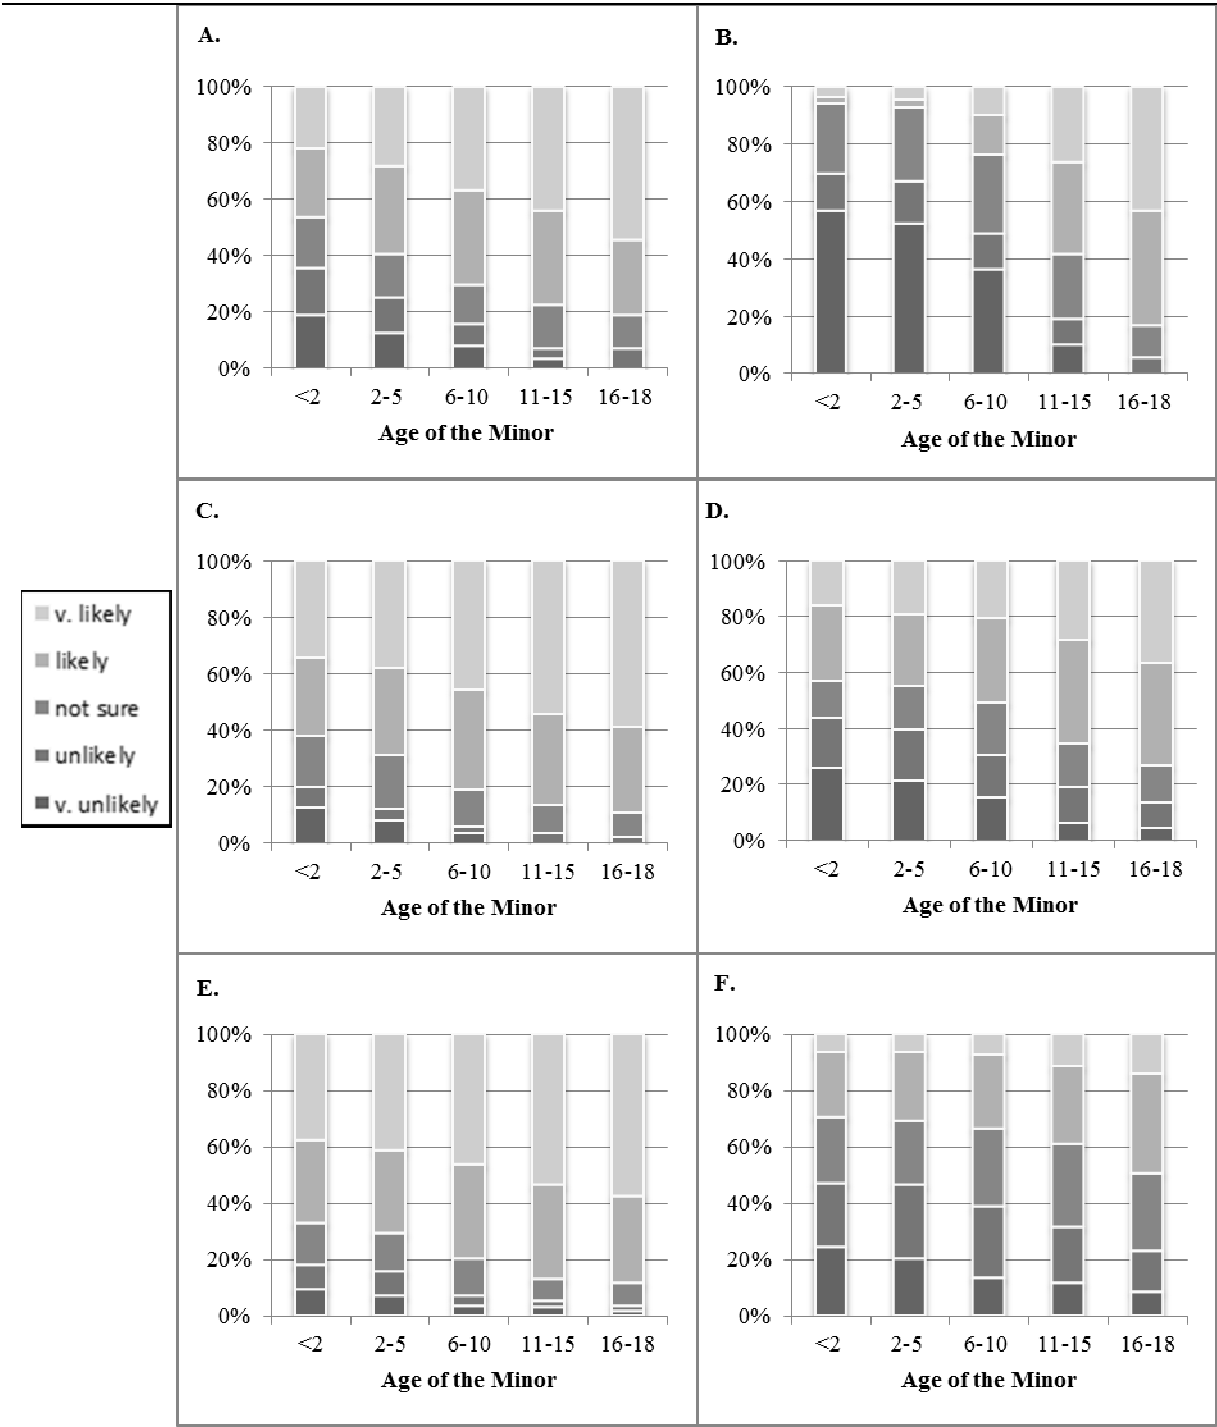 A.
100%
80%
60%
40%
20%
0%
<2 2-5 6-10 11-15 16-18
Age of the Minor
B.
100%
80%
60%
40%
20%
0%
<2 2-5 6-10 11-15 16-18
Age of the Minor
v. likely
likely
not sure
unlikely
v. unlikely
C.
100%
80%
60%
40%
20%
0%
<2 2-5 6-10 11-15 16-18
Age of the Minor
D.
100%
80%
60%
40%
20%
0%
<2 2-5 6-10 11-15 16-18
Age of the Minor
E.
100%
80%
60%
40%
20%
0%
<2 2-5 6-10 11-15 16-18
Age of the Minor
F.
100%
80%
60%
40%
20%
0%
<2 2-5 6-10 11-15 16-18
Age of the Minor